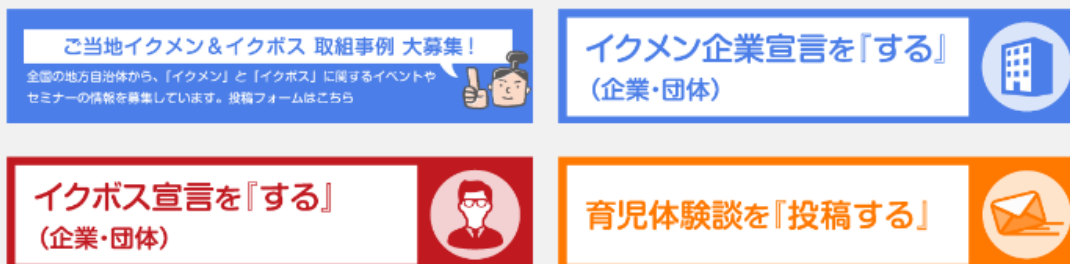 ご当地イクメン&イクボス 取組事例 大募集!
全国の地方自治体から、「イクメン」と「イクボス」に関するイベントや
セミナーの情報を募集しています。投稿フォームはこちら
イクメン企業宣言を『する』
(企業・団体)
イクボス宣言を『する』
(企業・団体)
育児体験談を『投稿する』